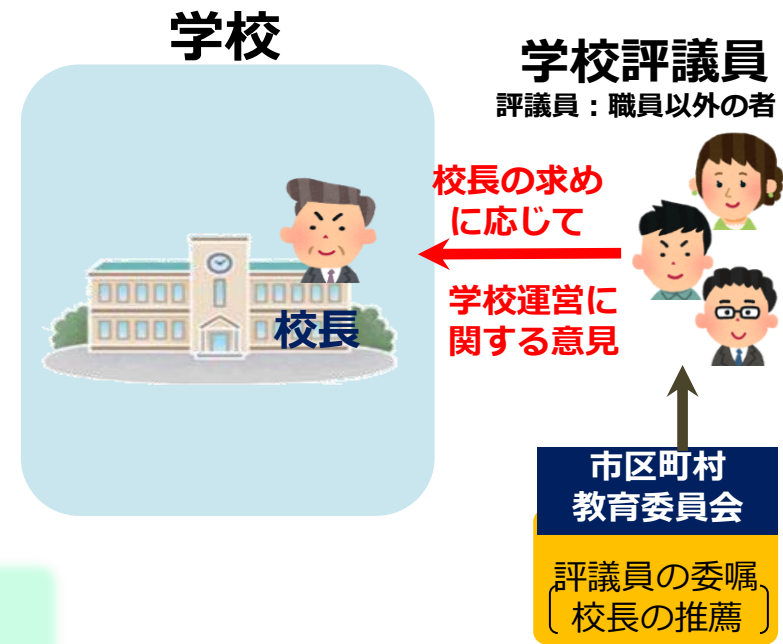 学校
学校評議員
評議員：職員以外の者
校長の求め
に応じて
学校運営に
関する意見
校長
市区町村
教育委員会
評議員の委嘱
校長の推薦